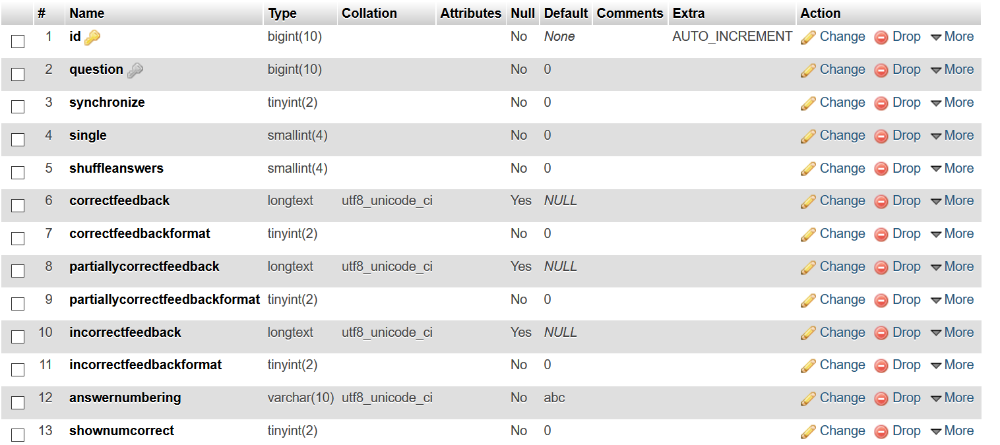 # Name Type Collation Attributes Null Default Comments Extra Action
1 id bigint(10) No None AUTO_INCREMENT Change Drop More
2 question bigint(10) No 0 Change Drop More
3 synchronize tinyint(2) No 0 Change Drop More
4 single smallint(4) No 0 Change Drop More
5 shuffleanswers smallint(4) No 0 Change Drop More
6 correctfeedback longtext utf8_unicode_ci Yes NULL Change Drop More
7 correctfeedbackformat tinyint(2) No 0 Change Drop More
8 partiallycorrectfeedback longtext utf8_unicode_ci Yes NULL Change Drop More
9 partiallycorrectfeedbackformat tinyint(2) No 0 Change Drop More
10 incorrectfeedback longtext utf8_unicode_ci Yes NULL Change Drop More
11 incorrectfeedbackformat tinyint(2) No 0 Change Drop More
12 answernumbering varchar(10) utf8_unicode_ci No abc Change Drop More
13 shownumcorrect tinyint(2) No 0 Change Drop More